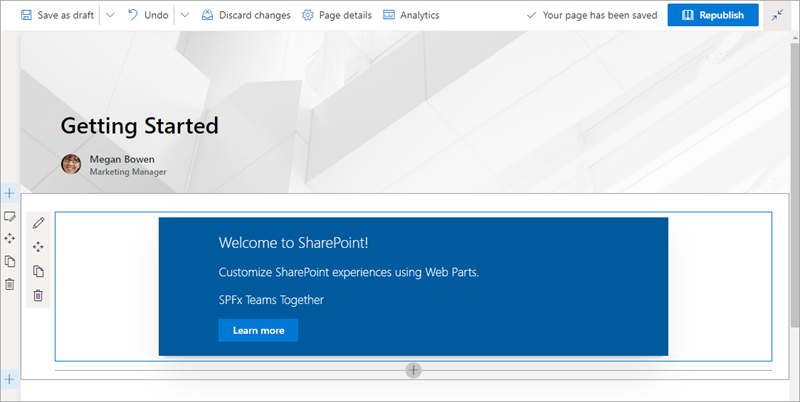 Save as draft Undo Discard changes Page details Analytics Your page has been saved Republish
Getting Started
Megan Bowen
Marketing Manager
Welcome to SharePoint!
Customize SharePoint experiences using Web Parts.
SPFx Teams Together
Learn more